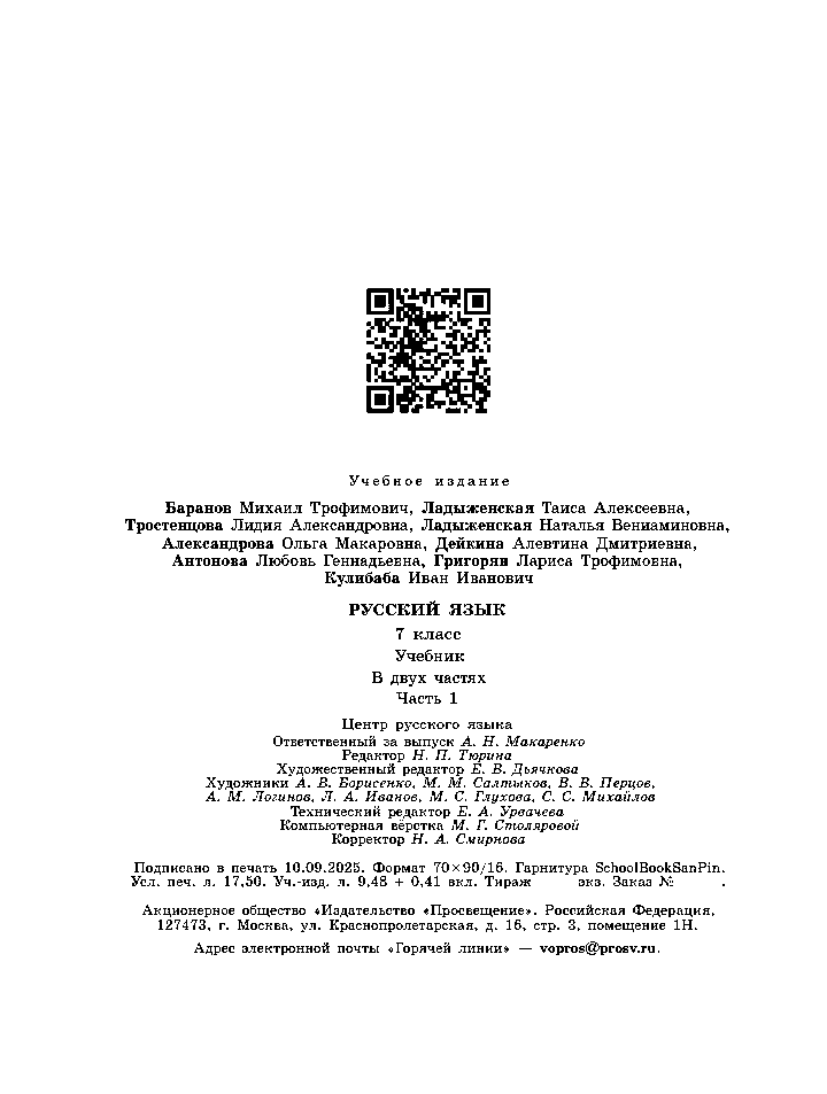 Учебное издание
Баранов Михаил Трофимович, Ладыженская Таиса Алексеевна,
Тростенцова Лидия Александровна, Ладыженская Наталья Вениаминовна,
Александрова Ольга Макаровна, Дейкина Алевтина Дмитриевна,
Антонова Любовь Геннадьевна, Григорян Лариса Трофимовна,
Кулибаба Иван Иванович
РУССКИЙ ЯЗЫК
7 класс
Учебник
В двух частях
Часть 1
Центр русского языка
Ответственный за выпуск А. Н. Макаренко
Редактор Н. П. Тюрина
Художественный редактор Е. В. Дьячкова
Художники А. В. Борисенко, М. М. Салтыков, В. В. Перцов,
А. М. Логинов, Л. А. Иванов, М. С. Глухова, С. С. Михайлов
Технический редактор Е. А. Урвачева
Компьютерная вёрстка М. Г. Столяровой
Корректор Н. А. Смирнова
Подписано в печать 10.09.2025. Формат 70×90/16. Гарнитура SchoolBookSanPin.
Усл. печ. л. 17,50. Уч.-изд. л. 9,48 + 0,41 вкл. Тираж экз. Заказ № .
Акционерное общество «Издательство «Просвещение». Российская Федерация,
127473, г. Москва, ул. Краснопролетарская, д. 16, стр. 3, помещение 1Н.
Адрес электронной почты «Горячей линии» — vopros@prosv.ru.